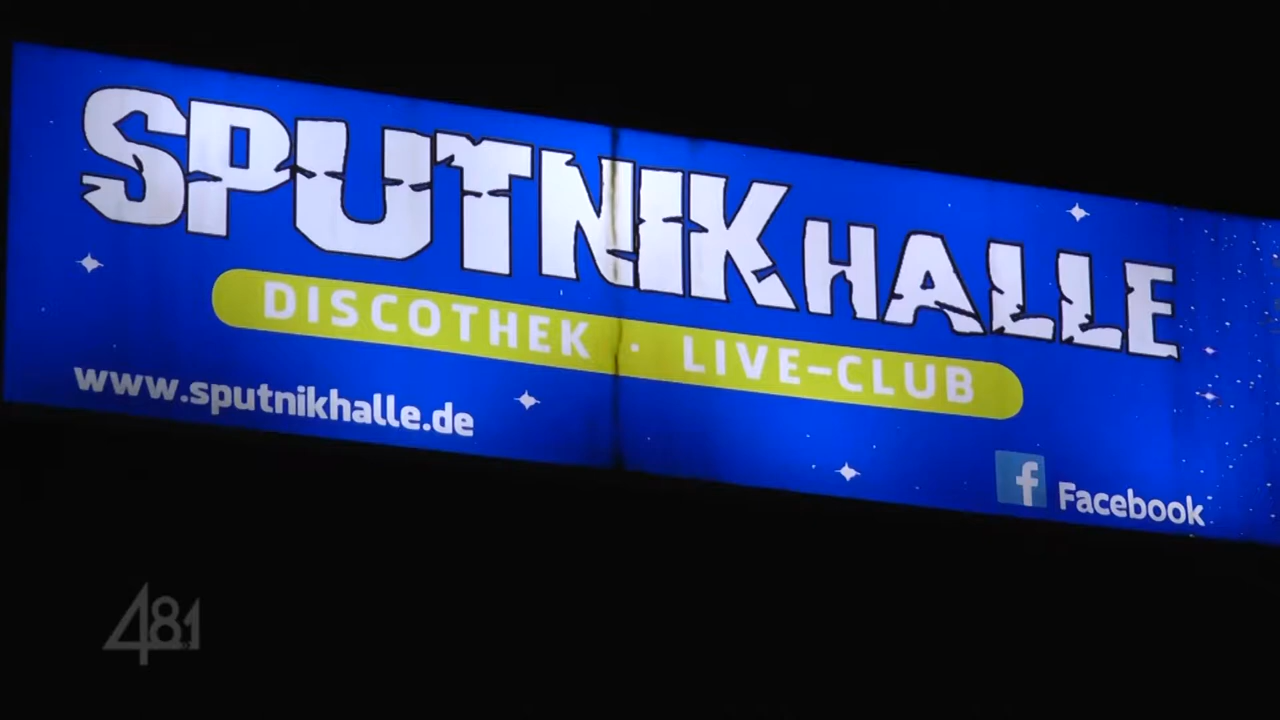 SPUTNIKHALLE
DISCOTHEK · LIVE-CLUB
www.sputnikhalle.de
f Facebook
481